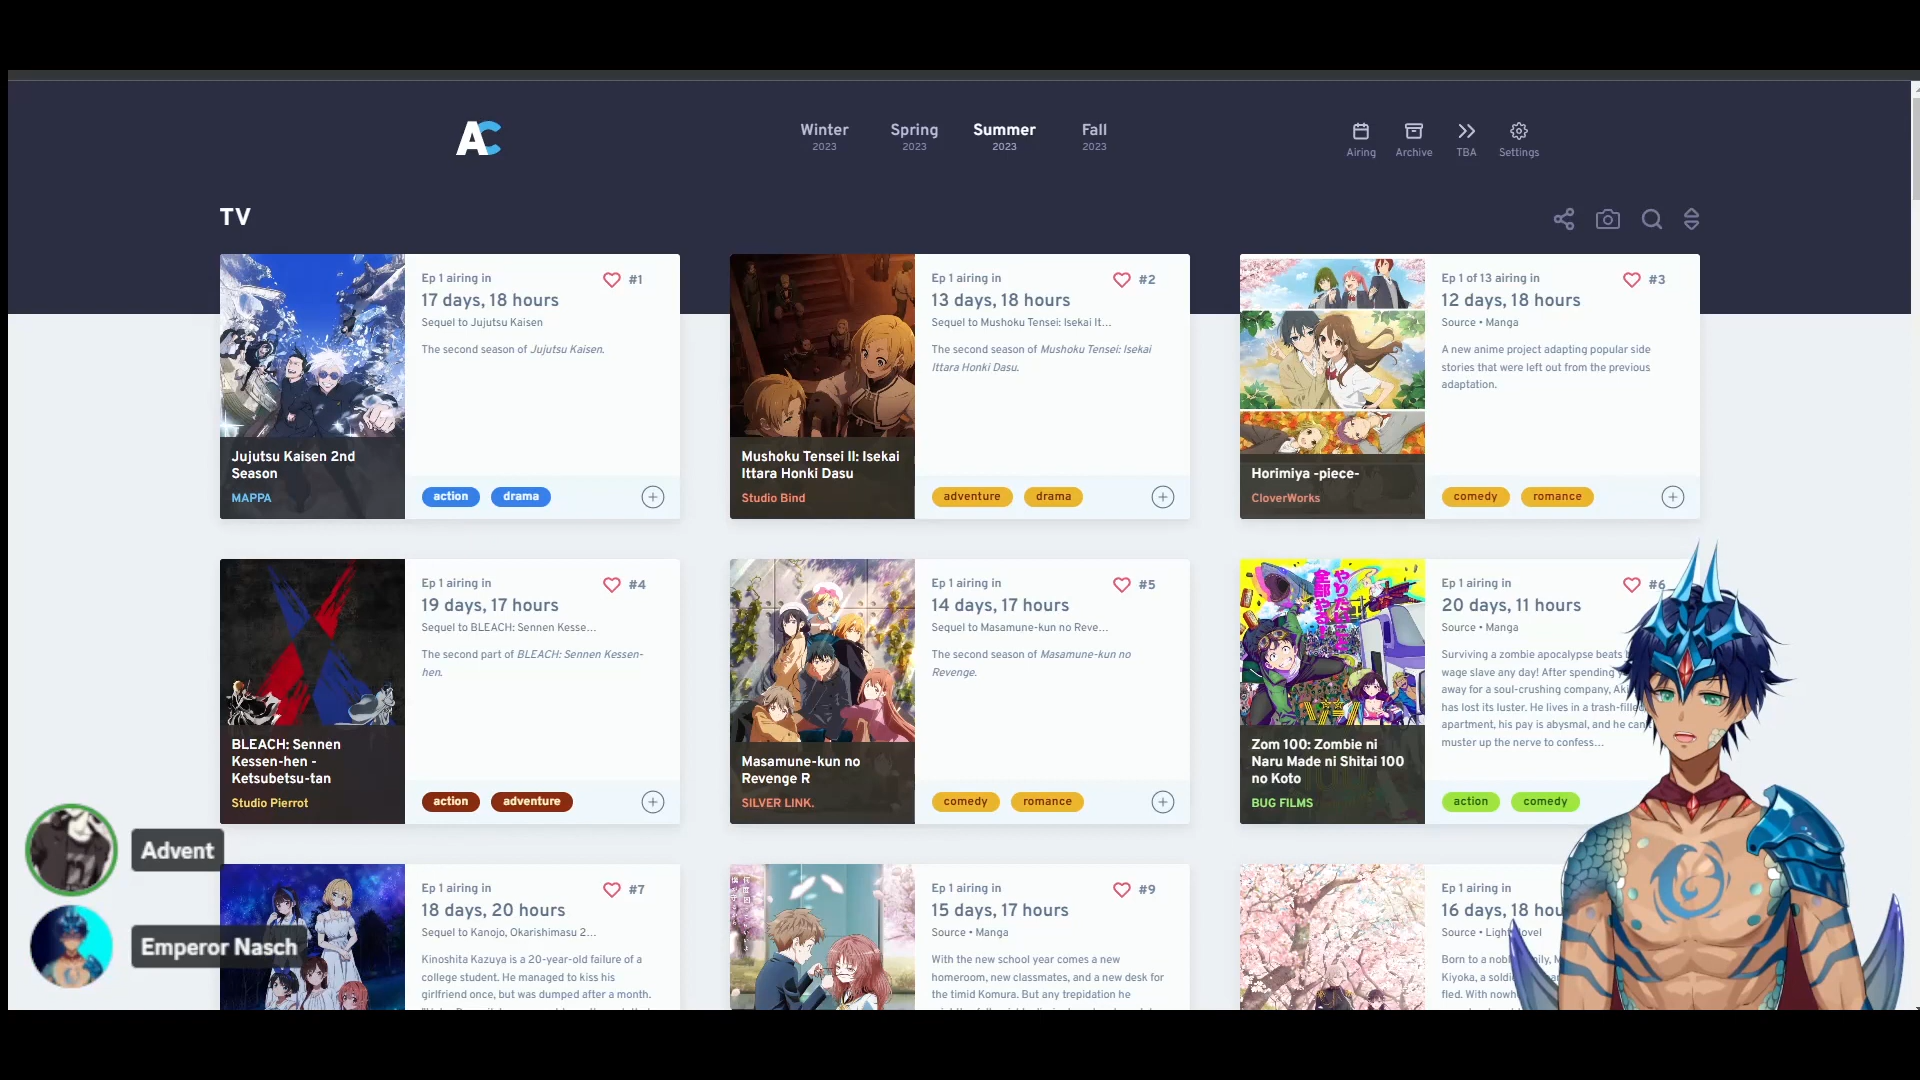 AC
Winter
2023
Spring
2023
Summer
2023
Fall
2023
Airing
Archive
TBA
Settings
TV
Ep 1 airing in
#1
17 days, 18 hours
Sequel to Jujutsu Kaisen
The second season of Jujutsu Kaisen.
Jujutsu Kaisen 2nd
Season
MAPPA
action
drama
Ep 1 airing in
#2
13 days, 18 hours
Sequel to Mushoku Tensei: Isekai It...
The second season of Mushoku Tensei: Isekai
Ittara Honki Dasu.
Mushoku Tensei II: Isekai
Ittara Honki Dasu
Studio Bind
adventure
drama
Ep 1 of 13 airing in
#3
12 days, 18 hours
Source • Manga
A new anime project adapting popular side
stories that were left out from the previous
adaptation.
Horimiya -piece-
CloverWorks
comedy
romance
Ep 1 airing in
#4
19 days, 17 hours
Sequel to BLEACH: Sennen Kesse...
The second part of BLEACH: Sennen Kessen-
hen.
BLEACH: Sennen
Kessen-hen -
Ketsubetsu-tan
Studio Pierrot
action
adventure
Ep 1 airing in
#5
14 days, 17 hours
Sequel to Masamune-kun no Reve...
The second season of Masamune-kun no
Revenge.
Masamune-kun no
Revenge R
SILVER LINK.
comedy
romance
Ep 1 airing in
#6
20 days, 11 hours
Source • Manga
Surviving a zombie apocalypse beats
wage slave any day! After spending
away for a soul-crushing company,
has lost its luster. He lives in a trash-filled
apartment, his pay is abysmal, and he can
muster up the nerve to confess...
Zom 100: Zombie ni
Naru Made ni Shitai 100
no Koto
BUG FILMS
action
comedy
Ep 1 airing in
#7
18 days, 20 hours
Sequel to Kanojo, Okarishimasu 2...
Kinoshita Kazuya is a 20-year-old failure of a
college student. He managed to kiss his
girlfriend once, but was dumped after a month.
Ep 1 airing in
#9
15 days, 17 hours
Source • Manga
With the new school year comes a new
homeroom, new classmates, and a new desk for
the timid Komura. But any trepidation he
Ep 1 airing in
16 days, 18 hou
Source • Light ovel
Born to a nob
Kiyoka, a soldi
fled. With nowh
Advent
Emperor Nasch